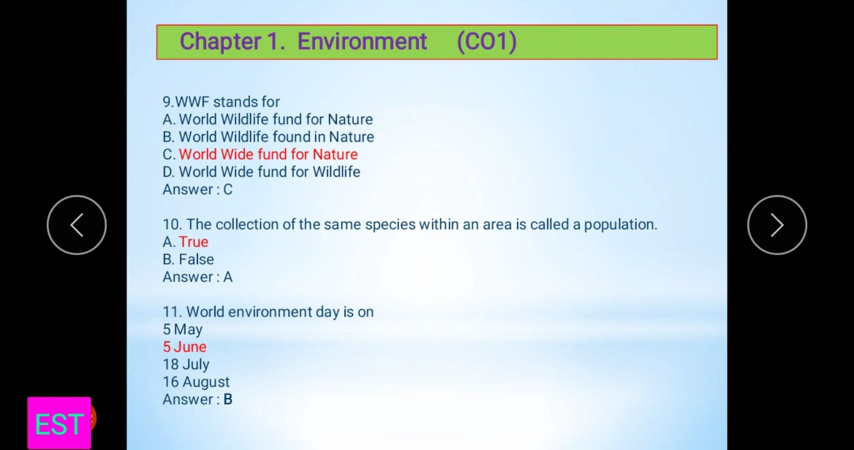 Chapter 1. Environment (CO1)
9.WWF stands for
A. World Wildlife fund for Nature
B. World Wildlife found in Nature
C. World Wide fund for Nature
D. World Wide fund for Wildlife
Answer : C
10. The collection of the same species within an area is called a population.
A. True
B. False
Answer : A
11. World environment day is on
5 May
5 June
18 July
16 August
Answer : B
EST